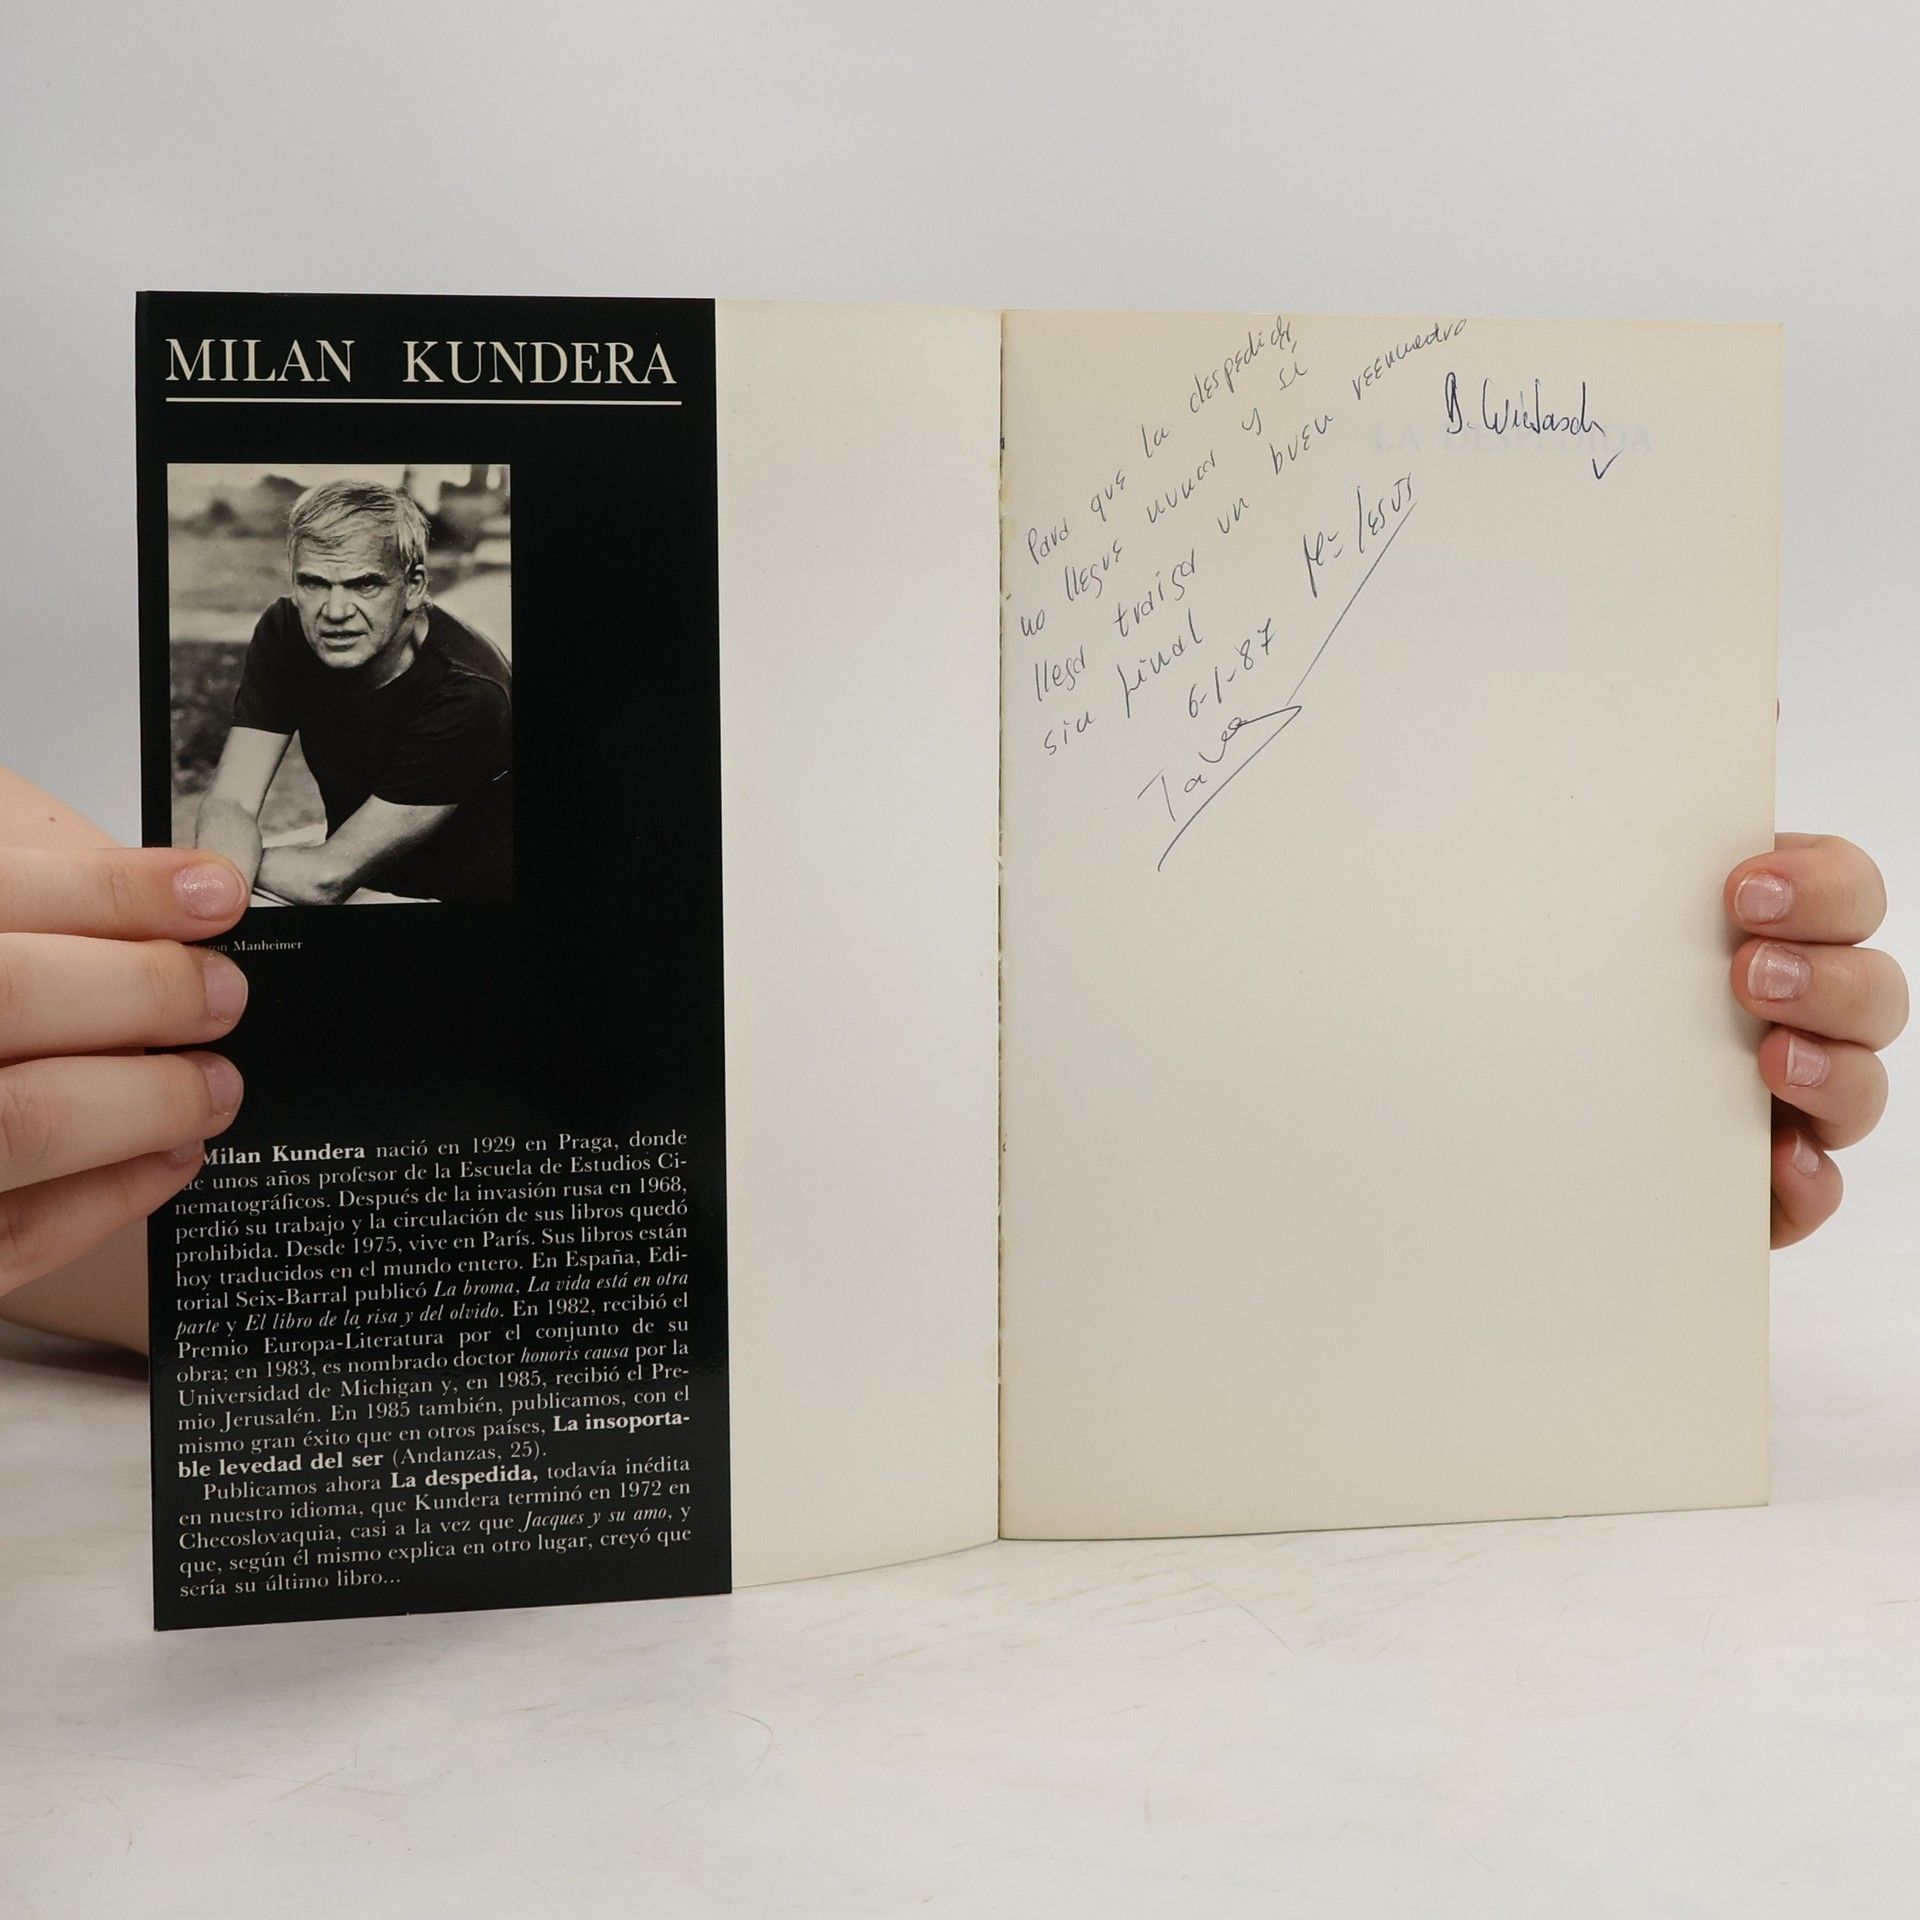 MILAN KUNDERA
Manheimer
Milan Kundera nació en 1929 en Praga, donde
unos años profesor de la Escuela de Estudios Ci-
nematográficos. Después de la invasión rusa en 1968,
perdió su trabajo y la circulación de sus libros quedó
prohibida. Desde 1975, vive en París. Sus libros están
hoy traducidos en el mundo entero. En España, Edi-
torial Seix-Barral publicó La broma, La vida está en otra
parte y El libro de la risa y del olvido. En 1982, recibió el
Premio Europa-Literatura por el conjunto de su
obra; en 1983, es nombrado doctor honoris causa por la
Universidad de Michigan y, en 1985, recibió el Pre-
mio Jerusalén. En 1985 también, publicamos, con el
mismo gran éxito que en otros países, La insoporta-
ble levedad del ser (Andanzas, 25).
Publicamos ahora La despedida, todavía inédita
en nuestro idioma, que Kundera terminó en 1972 en
Checoslovaquia, casi a la vez que Jacques y su amo, y
que, según él mismo explica en otro lugar, creyó que
sería su último libro...
Para que la despedida
no llegue nunca y si
llega traiga un buen reencuentro
sin final
6-1-87 Mª Jesus
LA DESPEDIDA